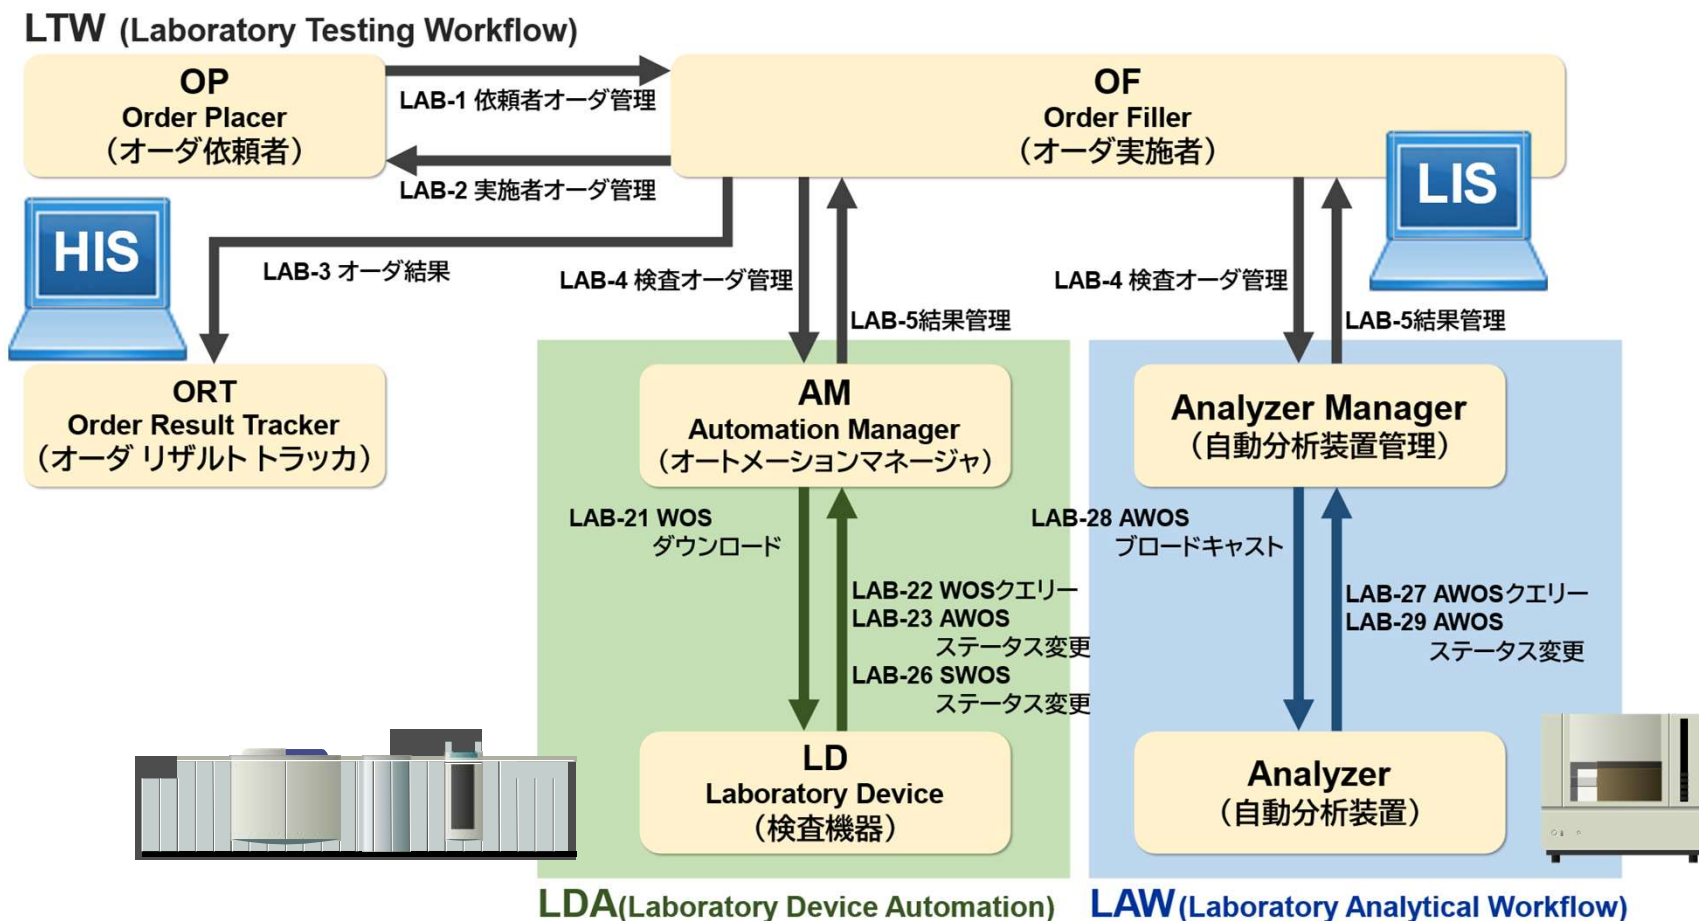 LTW (Laboratory Testing Workflow)
OP
Order Placer
（オーダ依頼者）
LAB-1 依頼者オーダ管理
LAB-2 実施者オーダ管理
OF
Order Filler
（オーダ実施者）
LIS
HIS
LAB-3 オーダ結果
LAB-4 検査オーダ管理
LAB-5結果管理
LAB-4 検査オーダ管理
LAB-5結果管理
ORT
Order Result Tracker
（オーダ リザルト トラッカ）
AM
Automation Manager
（オートメーションマネージャ）
Analyzer Manager
（自動分析装置管理）
LAB-21 WOS
ダウンロード
LAB-22 WOSクエリー
LAB-23 AWOS
ステータス変更
LAB-26 SWOS
ステータス変更
LAB-28 AWOS
ブロードキャスト
LAB-27 AWOSクエリー
LAB-29 AWOS
ステータス変更
LD
Laboratory Device
（検査機器）
Analyzer
（自動分析装置）
LDA(Laboratory Device Automation)
LAW(Laboratory Analytical Workflow)